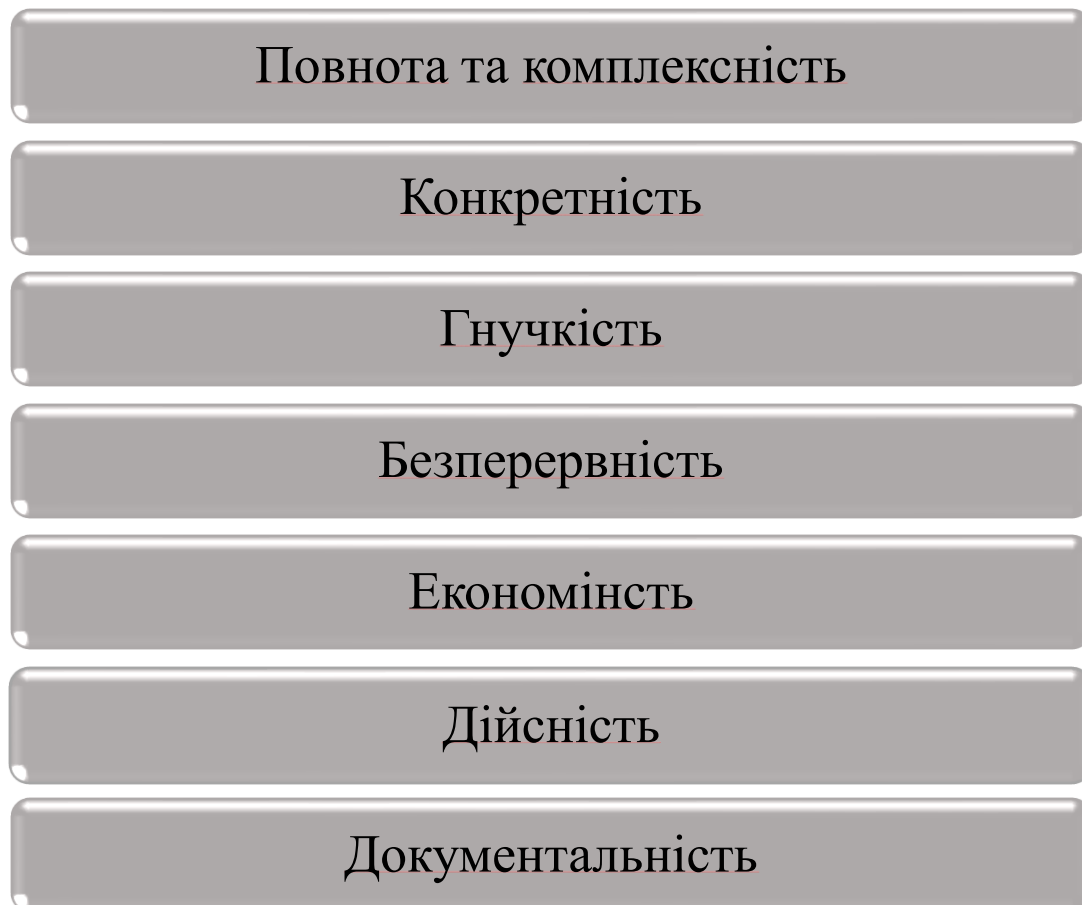 Повнота та комплексність
Конкретність
Гнучкість
Безперервність
Економінсть
Дійсність
Документальність